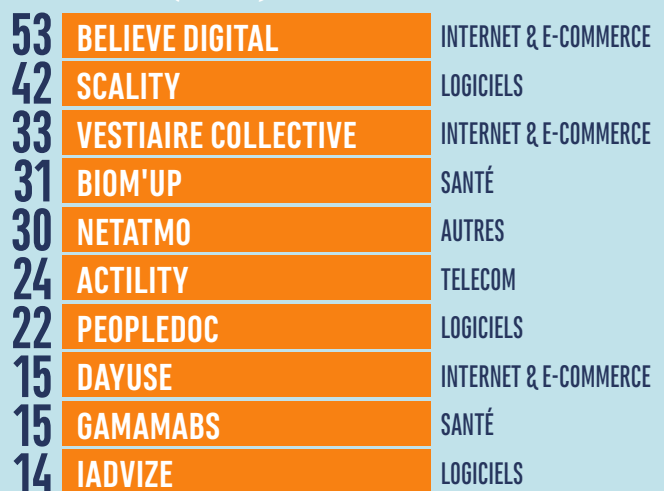 53 BELIEVE DIGITAL INTERNET & E-COMMERCE
42 SCALITY LOGICIELS
33 VESTIAIRE COLLECTIVE INTERNET & E-COMMERCE
31 BIOM'UP SANTÉ
30 NETATMO AUTRES
24 ACTILITY TELECOM
22 PEOPLEDOC LOGICIELS
15 DAYUSE INTERNET & E-COMMERCE
15 GAMAMABS SANTÉ
14 IADVIZE LOGICIELS